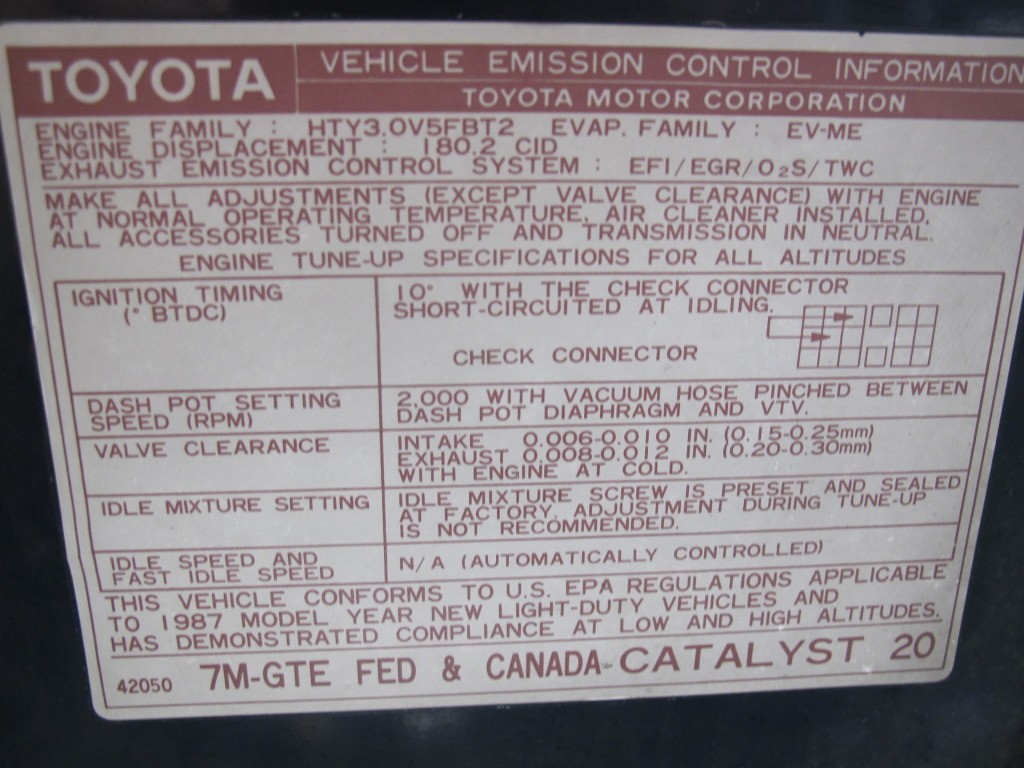 TOYOTA
VEHICLE EMISSION CONTROL INFORMATION
TOYOTA MOTOR CORPORATION
ENGINE FAMILY : HTY3.0V5FBT2 EVAP. FAMILY : EV-ME
ENGINE DISPLACEMENT : 180.2 CID
EXHAUST EMISSION CONTROL SYSTEM : EFI/EGR/O2S/TWC
MAKE ALL ADJUSTMENTS (EXCEPT VALVE CLEARANCE) WITH ENGINE
AT NORMAL OPERATING TEMPERATURE, AIR CLEANER INSTALLED,
ALL ACCESSORIES TURNED OFF AND TRANSMISSION IN NEUTRAL.
ENGINE TUNE-UP SPECIFICATIONS FOR ALL ALTITUDES
IGNITION TIMING
(° BTDC)
10° WITH THE CHECK CONNECTOR
SHORT-CIRCUITED AT IDLING.
CHECK CONNECTOR
DASH POT SETTING
SPEED (RPM)
2,000 WITH VACUUM HOSE PINCHED BETWEEN
DASH POT DIAPHRAGM AND VTV.
VALVE CLEARANCE
INTAKE 0.006-0.010 IN. (0.15-0.25mm)
EXHAUST 0.008-0.012 IN. (0.20-0.30mm)
WITH ENGINE AT COLD.
IDLE MIXTURE SETTING
IDLE MIXTURE SCREW IS PRESET AND SEALED
AT FACTORY. ADJUSTMENT DURING TUNE-UP
IS NOT RECOMMENDED.
IDLE SPEED AND
FAST IDLE SPEED
N/A (AUTOMATICALLY CONTROLLED)
THIS VEHICLE CONFORMS TO U.S. EPA REGULATIONS APPLICABLE
TO 1987 MODEL YEAR NEW LIGHT-DUTY VEHICLES AND
HAS DEMONSTRATED COMPLIANCE AT LOW AND HIGH ALTITUDES.
42050 7M-GTE FED & CANADA-CATALYST 20